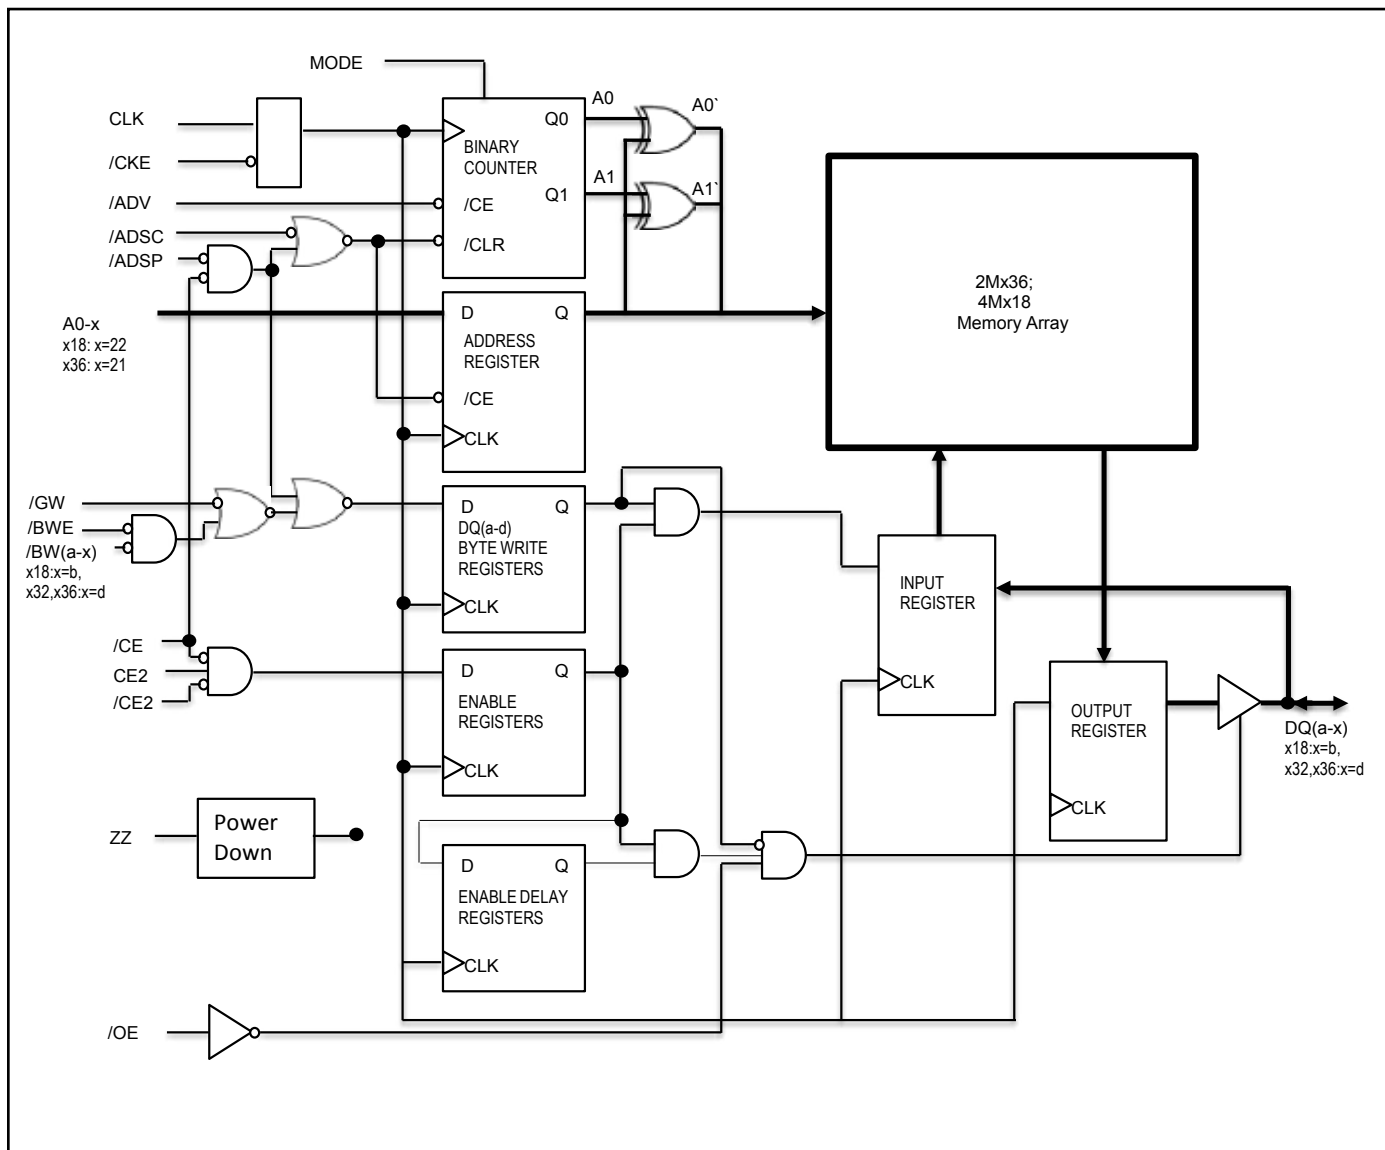 MODE
CLK
/CKE
/ADV
/ADSC
/ADSP
A0-x
x18: x=22
x36: x=21
/GW
/BWE
/BW(a-x)
x18:x=b,
x32,x36:x=d
/CE
CE2
/CE2
ZZ
Power
Down
/OE
Q0
BINARY
COUNTER
Q1
/CE
/CLR
A0
A0`
A1
A1`
D Q
ADDRESS
REGISTER
/CE
CLK
D Q
DQ(a-d)
BYTE WRITE
REGISTERS
CLK
D Q
ENABLE
REGISTERS
CLK
D Q
ENABLE DELAY
REGISTERS
CLK
2Mx36;
4Mx18
Memory Array
INPUT
REGISTER
CLK
OUTPUT
REGISTER
CLK
DQ(a-x)
x18:x=b,
x32,x36:x=d